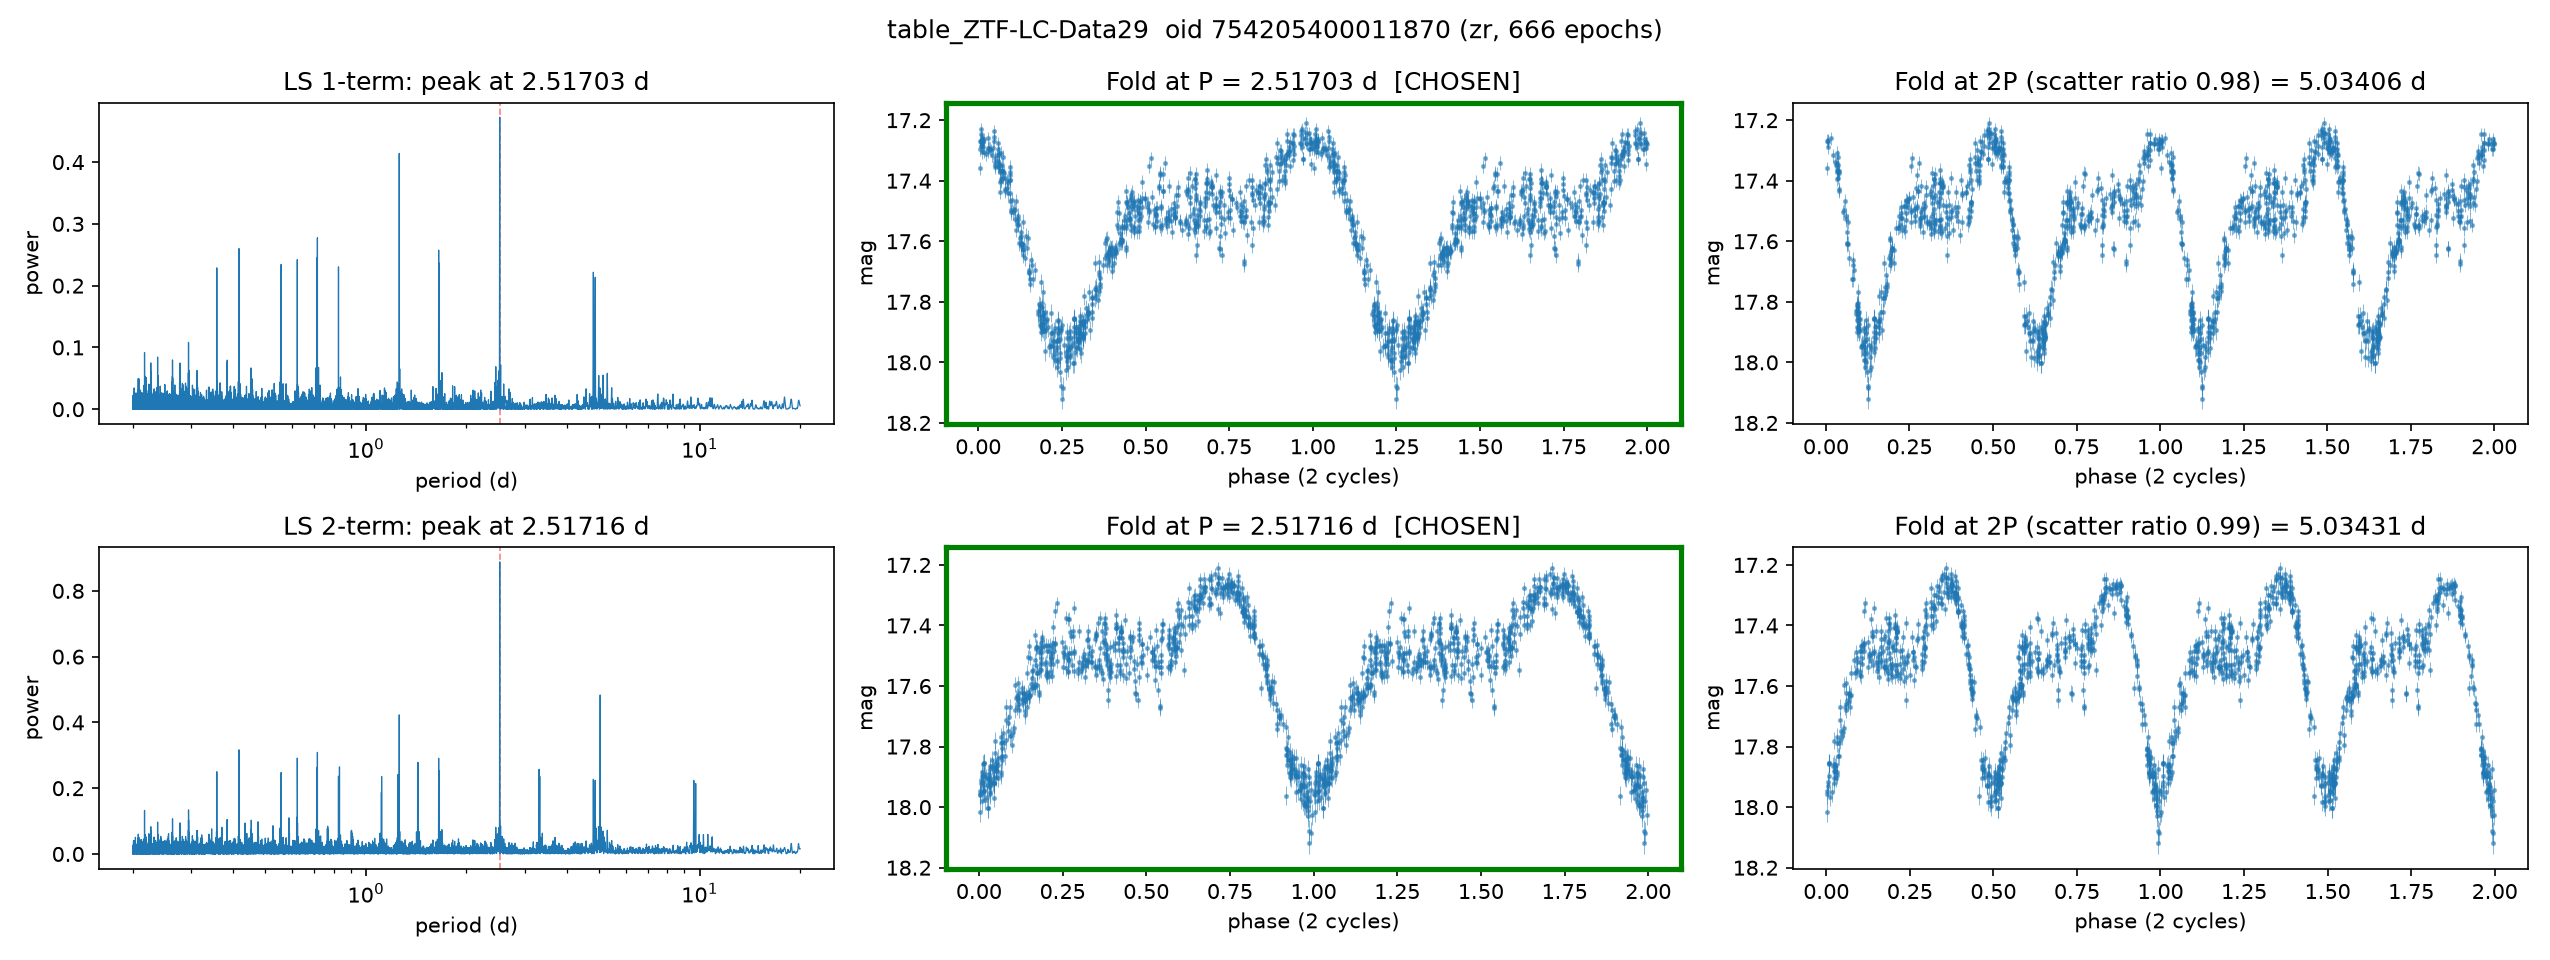 table_ZTF-LC-Data29  oid 754205400011870 (zr, 666 epochs)
LS 1-term: peak at 2.51703 d
Fold at P = 2.51703 d  [CHOSEN]
Fold at 2P (scatter ratio 0.98) = 5.03406 d
power
0.4
0.3
0.2
0.1
0.0
10⁰
10¹
period (d)
mag
17.2
17.4
17.6
17.8
18.0
18.2
0.00 0.25 0.50 0.75 1.00 1.25 1.50 1.75 2.00
phase (2 cycles)
mag
17.2
17.4
17.6
17.8
18.0
18.2
0.00 0.25 0.50 0.75 1.00 1.25 1.50 1.75 2.00
phase (2 cycles)
LS 2-term: peak at 2.51716 d
Fold at P = 2.51716 d  [CHOSEN]
Fold at 2P (scatter ratio 0.99) = 5.03431 d
power
0.8
0.6
0.4
0.2
0.0
10⁰
10¹
period (d)
mag
17.2
17.4
17.6
17.8
18.0
18.2
0.00 0.25 0.50 0.75 1.00 1.25 1.50 1.75 2.00
phase (2 cycles)
mag
17.2
17.4
17.6
17.8
18.0
18.2
0.00 0.25 0.50 0.75 1.00 1.25 1.50 1.75 2.00
phase (2 cycles)